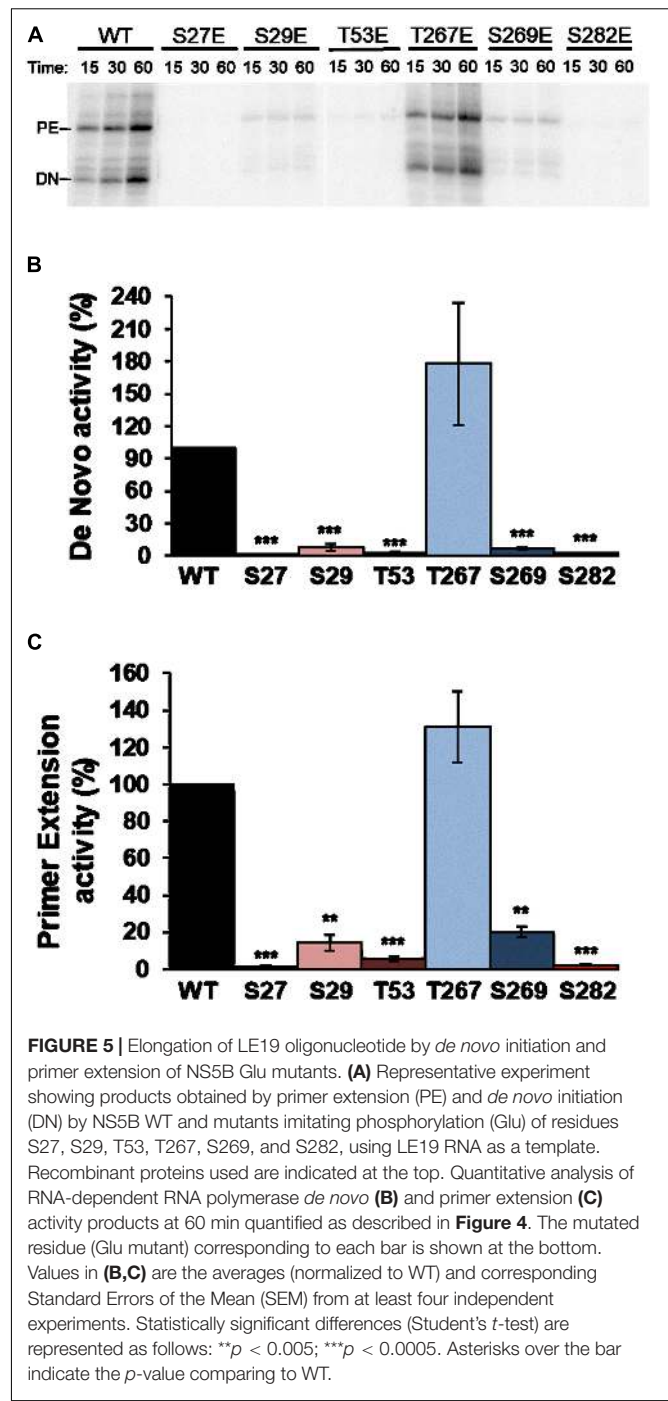 A
WT S27E S29E T53E T267E S269E S282E
Time: 15 30 60 15 30 60 15 30 60 15 30 60 15 30 60 15 30 60 15 30 60
PE
DN
B
De Novo activity (%)
240
210
180
150
120
90
60
30
0
*** *** *** *** ***
WT S27 S29 T53 T267 S269 S282
C
Primer Extension
activity (%)
160
140
120
100
80
60
40
20
0
*** ** *** ** ***
WT S27 S29 T53 T267 S269 S282
FIGURE 5 | Elongation of LE19 oligonucleotide by de novo initiation and
primer extension of NS5B Glu mutants. (A) Representative experiment
showing products obtained by primer extension (PE) and de novo initiation
(DN) by NS5B WT and mutants imitating phosphorylation (Glu) of residues
S27, S29, T53, T267, S269, and S282, using LE19 RNA as a template.
Recombinant proteins used are indicated at the top. Quantitative analysis of
RNA-dependent RNA polymerase de novo (B) and primer extension (C)
activity products at 60 min quantified as described in Figure 4. The mutated
residue (Glu mutant) corresponding to each bar is shown at the bottom.
Values in (B,C) are the averages (normalized to WT) and corresponding
Standard Errors of the Mean (SEM) from at least four independent
experiments. Statistically significant differences (Student's t-test) are
represented as follows: **p < 0.005; ***p < 0.0005. Asterisks over the bar
indicate the p-value comparing to WT.